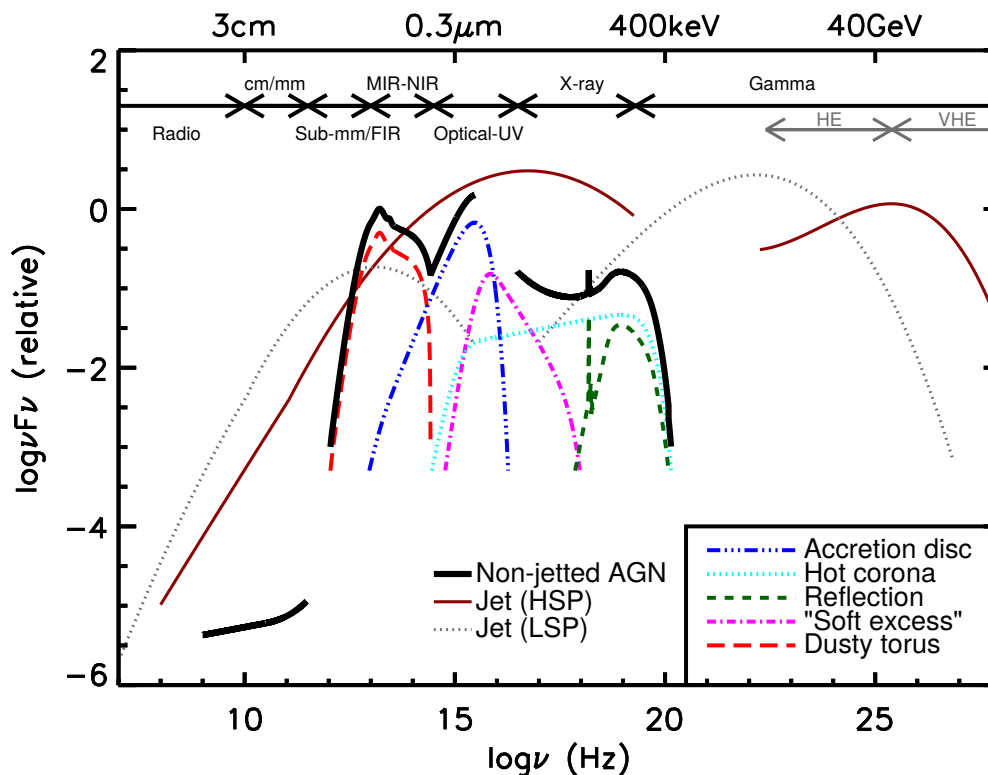 3cm 0.3μm 400keV 40GeV
cm/mm MIR-NIR X-ray Gamma
Radio Sub-mm/FIR Optical-UV HE VHE
2
0
−2
−4
−6
logνFν (relative)
Non-jetted AGN
Jet (HSP)
Jet (LSP)
Accretion disc
Hot corona
Reflection
"Soft excess"
Dusty torus
10 15 20 25
logν (Hz)